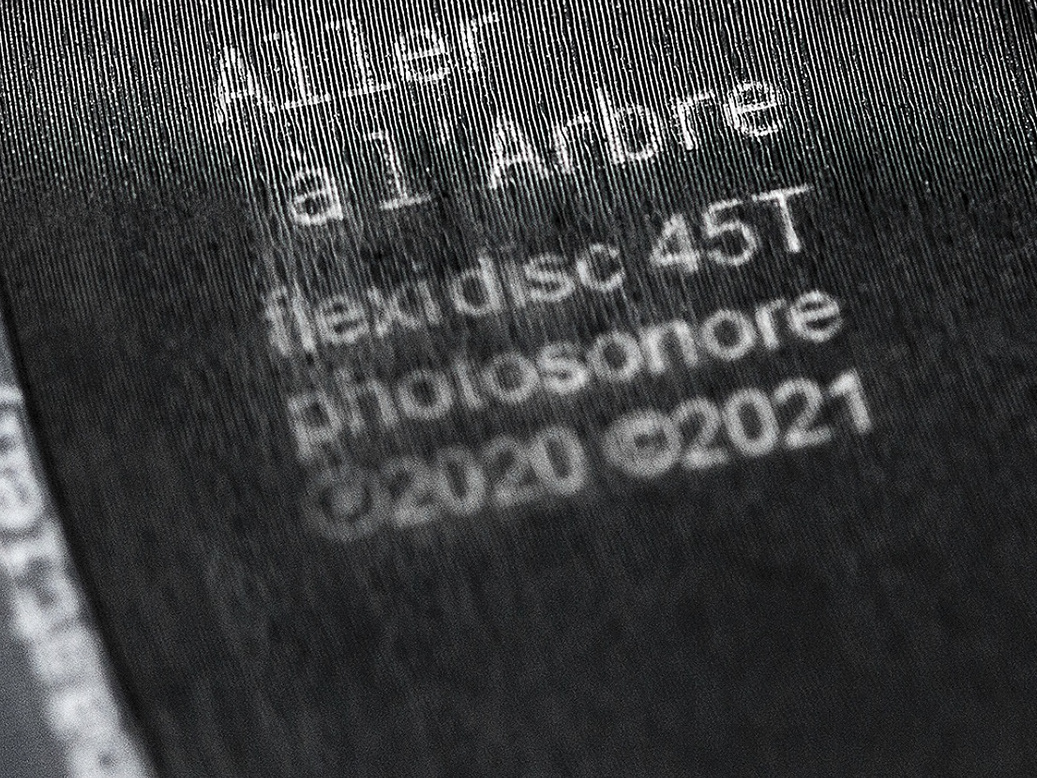 Aller
a l'Arbre
flexidisc 45T
photosonore
℗2020 ©2021